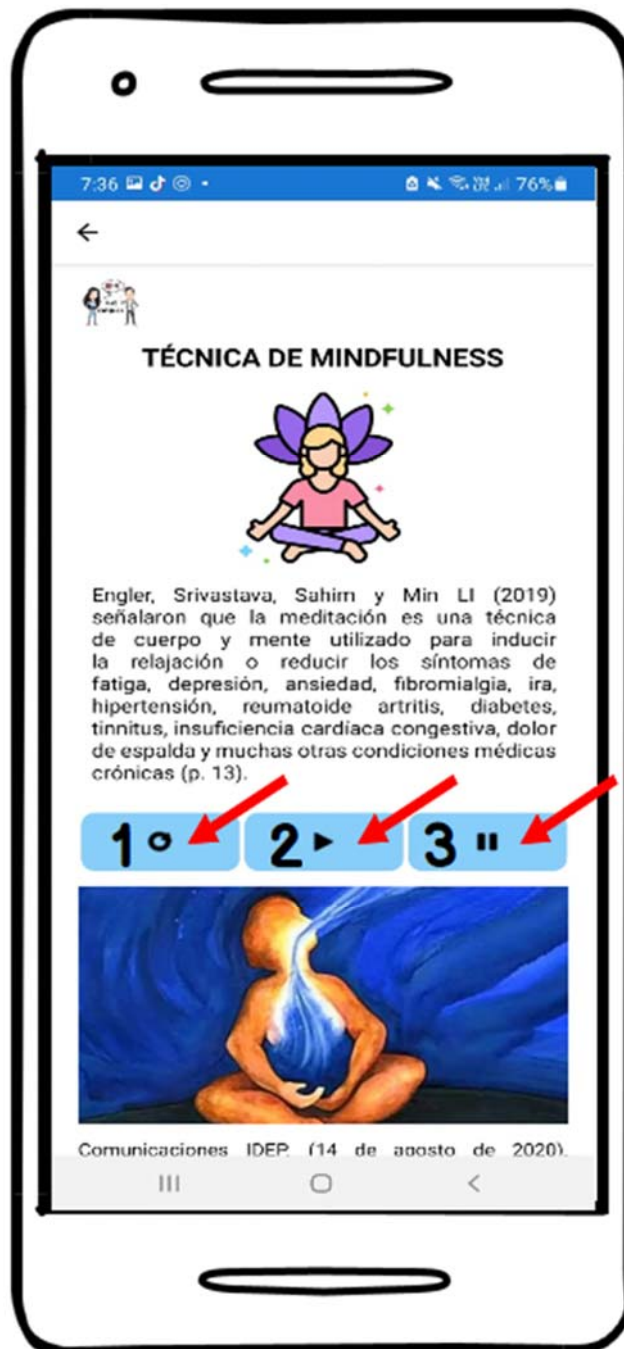 7:36
76%
TÉCNICA DE MINDFULNESS
Engler, Srivastava, Sahim y Min LI (2019)
señalaron que la meditación es una técnica
de cuerpo y mente utilizado para inducir
la relajación o reducir los síntomas de
fatiga, depresión, ansiedad, fibromialgia, ira,
hipertensión, reumatoide artritis, diabetes,
tinnitus, insuficiencia cardíaca congestiva, dolor
de espalda y muchas otras condiciones médicas
crónicas (p. 13).
1
2
3
Comunicaciones IDEP. (14 de agosto de 2020).